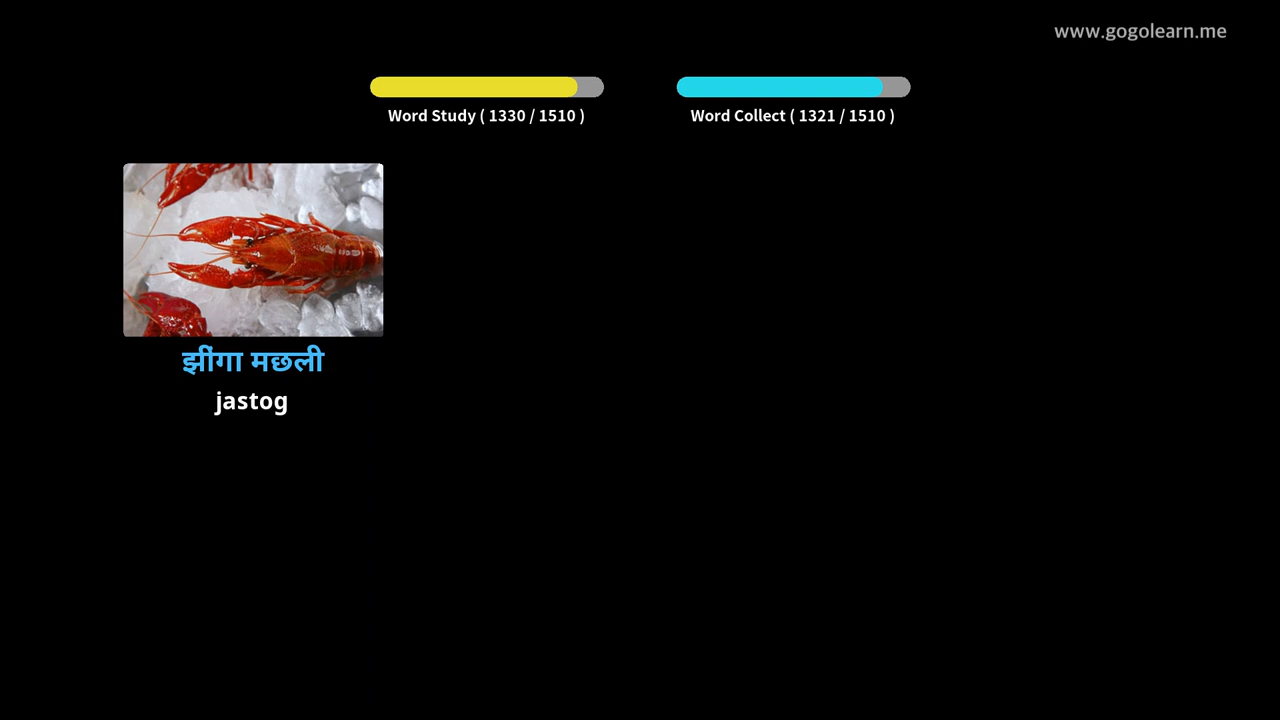 www.gogolearn.me
Word Study ( 1330 / 1510 )
Word Collect ( 1321 / 1510 )
झींगा मछली
jastog